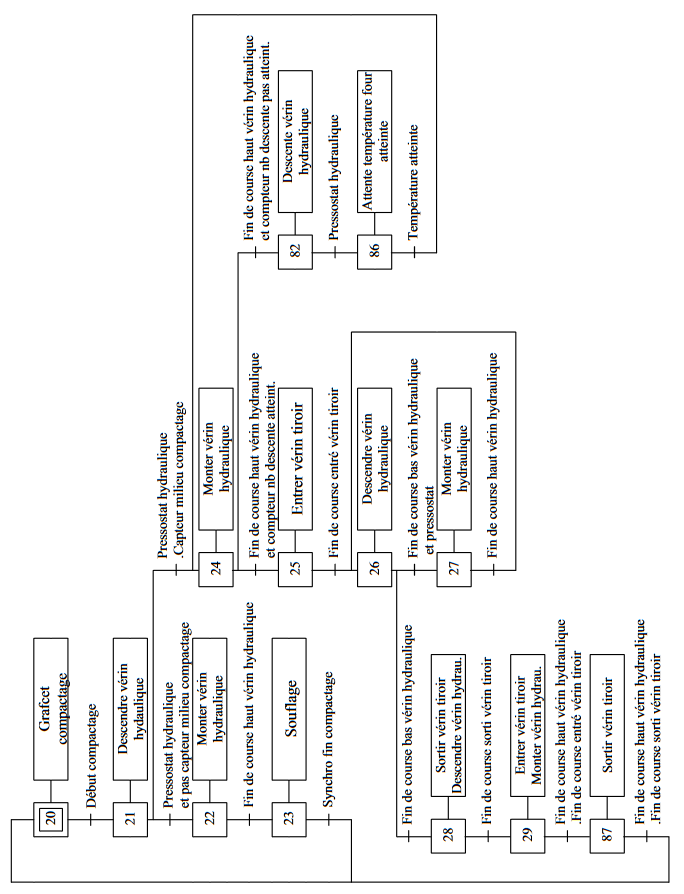 20
Grafcet
compactage
Début compactage
21
Descendre vérin
hydaulique
Pressostat hydraulique
et pas capteur milieu compactage
22
Monter vérin
hydraulique
Fin de course haut vérin hydraulique
23
Souflage
Synchro fin compactage
Pressostat hydraulique
.Capteur milieu compactage
24
Monter vérin
hydraulique
Fin de course haut vérin hydraulique
et compteur nb descente atteint.
25
Entrer vérin tiroir
Fin de course entré vérin tiroir
26
Descendre vérin
hydraulique
Fin de course bas vérin hydraulique
et pressostat
27
Monter vérin
hydraulique
Fin de course haut vérin hydraulique
Fin de course haut vérin hydraulique
et compteur nb descente pas atteint.
82
Descente vérin
hydraulique
Pressostat hydraulique
86
Attente température four
atteinte
Température atteinte
Fin de course bas vérin hydraulique
28
Sortir vérin tiroir
Descendre vérin hydrau.
Fin de course sorti vérin tiroir
29
Entrer vérin tiroir
Monter vérin hydrau.
Fin de course haut vérin hydraulique
.Fin de course entré vérin tiroir
87
Sortir vérin tiroir
Fin de course haut vérin hydraulique
.Fin de course sorti vérin tiroir